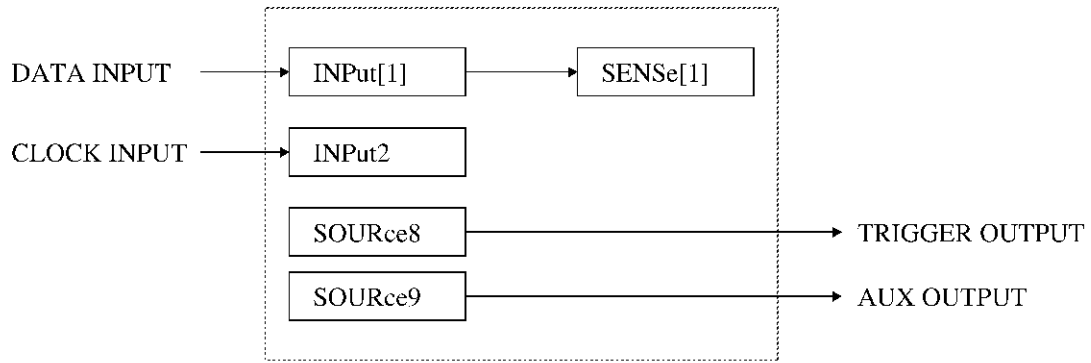 DATA INPUT
INPut[1]
SENSe[1]
CLOCK INPUT
INPut2
SOURce8
TRIGGER OUTPUT
SOURce9
AUX OUTPUT